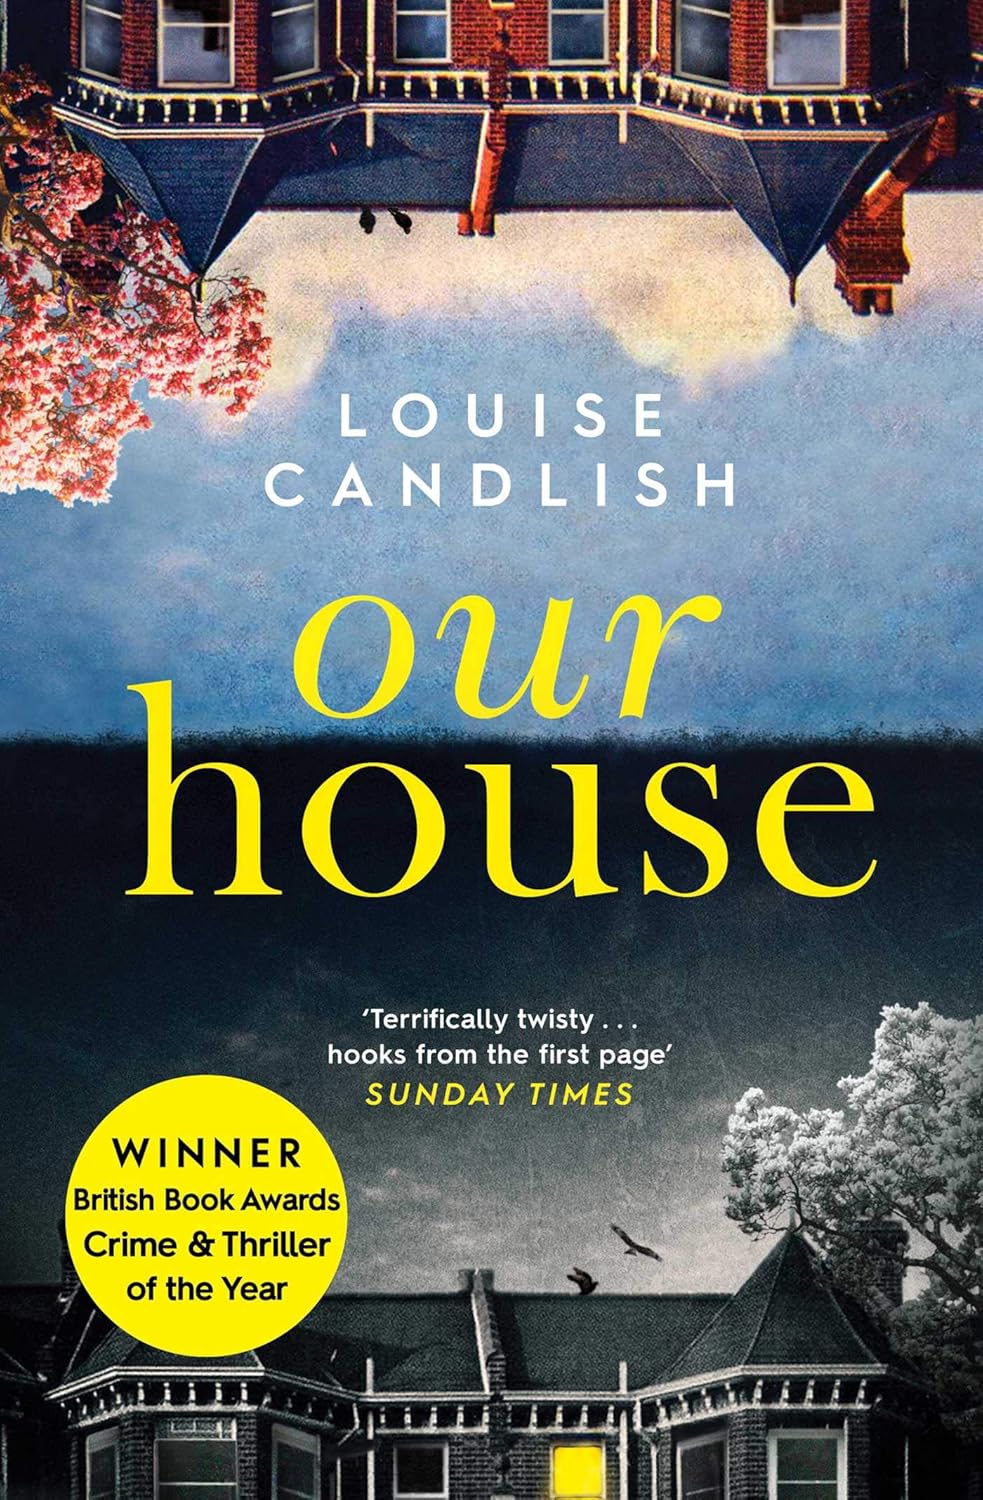 LOUISE
CANDLISH
our
house
‘Terrifically twisty . . .
hooks from the first page’
SUNDAY TIMES
WINNER
British Book Awards
Crime & Thriller
of the Year